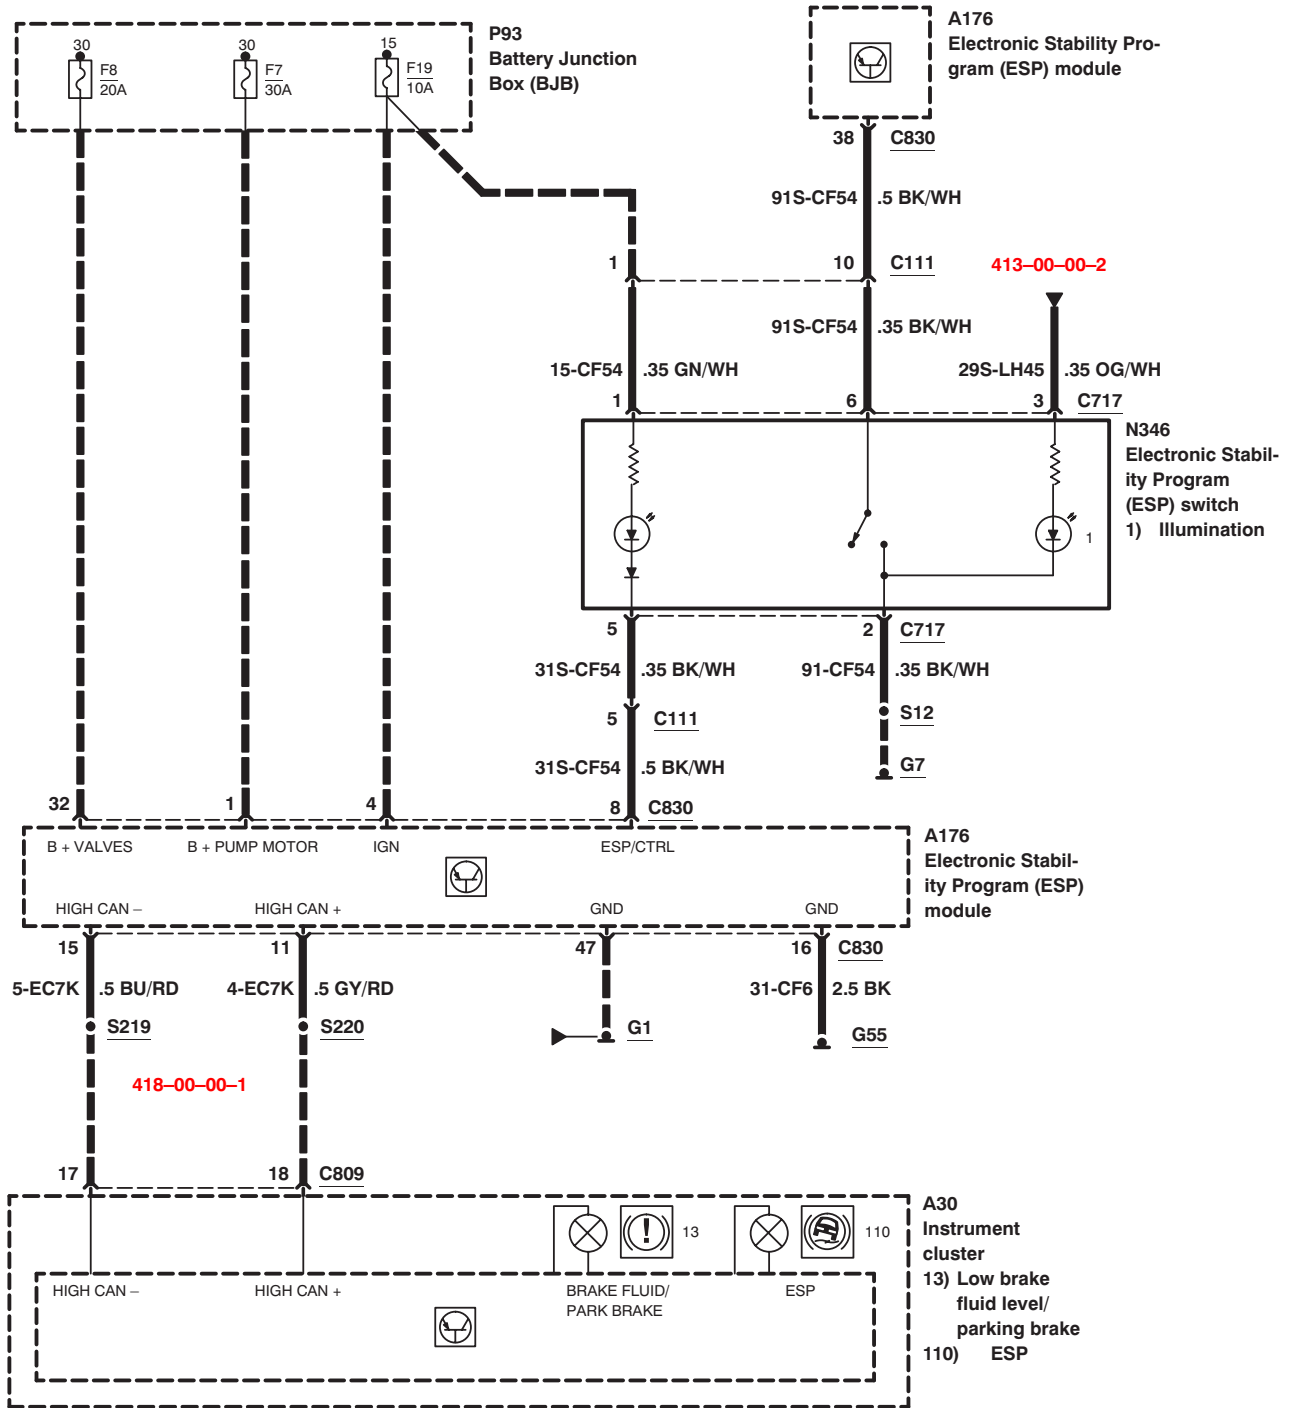 P93
Battery Junction
Box (BJB)
30
F8
20A
30
F7
30A
15
F19
10A
A176
Electronic Stability Pro-
gram (ESP) module
38 C830
91S-CF54 .5 BK/WH
1 10 C111
413–00–00–2
91S-CF54 .35 BK/WH
15-CF54 .35 GN/WH
29S-LH45 .35 OG/WH
1 6 3 C717
N346
Electronic Stabil-
ity Program
(ESP) switch
1) Illumination
1
5 2 C717
31S-CF54 .35 BK/WH
91-CF54 .35 BK/WH
5 C111
S12
31S-CF54 .5 BK/WH
G7
32 1 4 8 C830
B + VALVES B + PUMP MOTOR IGN ESP/CTRL
A176
Electronic Stabil-
ity Program (ESP)
module
HIGH CAN – HIGH CAN + GND GND
15 11 47 16 C830
5-EC7K .5 BU/RD 4-EC7K .5 GY/RD 31-CF6 2.5 BK
S219 S220 G1 G55
418–00–00–1
17 18 C809
A30
Instrument
cluster
13) Low brake
fluid level/
parking brake
110) ESP
13
110
HIGH CAN – HIGH CAN + BRAKE FLUID/ ESP
PARK BRAKE